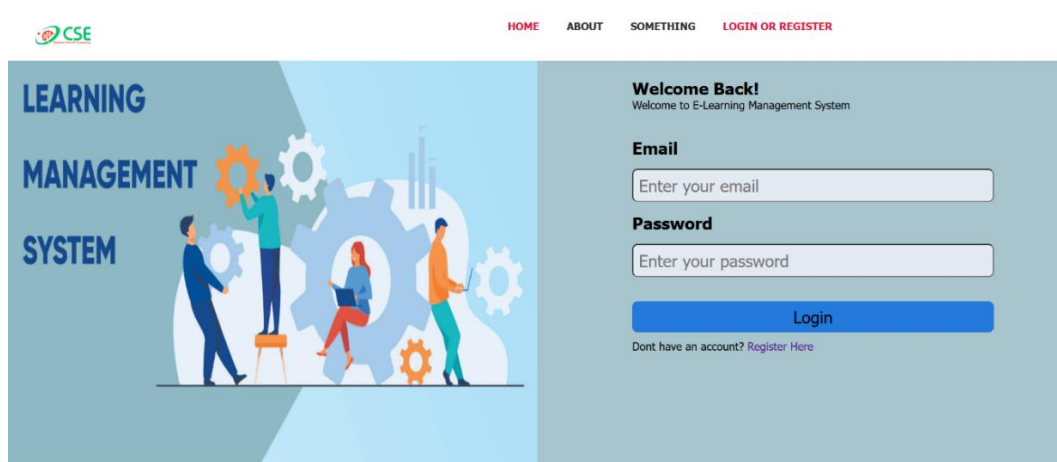 CSE
HOME ABOUT SOMETHING LOGIN OR REGISTER
LEARNING
MANAGEMENT
SYSTEM
Welcome Back!
Welcome to E-Learning Management System
Email
Enter your email
Password
Enter your password
Login
Dont have an account? Register Here